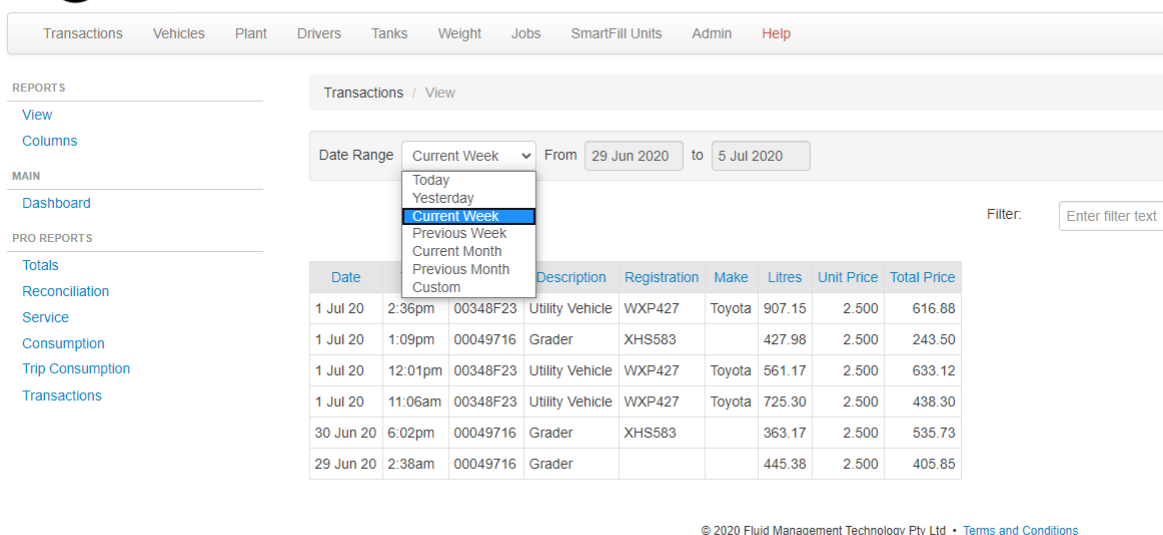 Transactions Vehicles Plant Drivers Tanks Weight Jobs SmartFill Units Admin Help
REPORTS
View
Columns
MAIN
Dashboard
PRO REPORTS
Totals
Reconciliation
Service
Consumption
Trip Consumption
Transactions
Transactions / View
Date Range Current Week From 29 Jun 2020 to 5 Jul 2020
Today
Yesterday
Current Week
Previous Week
Current Month
Previous Month
Custom
Filter: Enter filter text
Date Description Registration Make Litres Unit Price Total Price
1 Jul 20 2:36pm 00348F23 Utility Vehicle WXP427 Toyota 907.15 2.500 616.88
1 Jul 20 1:09pm 00049716 Grader XHS583 427.98 2.500 243.50
1 Jul 20 12:01pm 00348F23 Utility Vehicle WXP427 Toyota 561.17 2.500 633.12
1 Jul 20 11:06am 00348F23 Utility Vehicle WXP427 Toyota 725.30 2.500 438.30
30 Jun 20 6:02pm 00049716 Grader XHS583 363.17 2.500 535.73
29 Jun 20 2:38am 00049716 Grader 445.38 2.500 405.85
© 2020 Fluid Management Technology Pty Ltd • Terms and Conditions